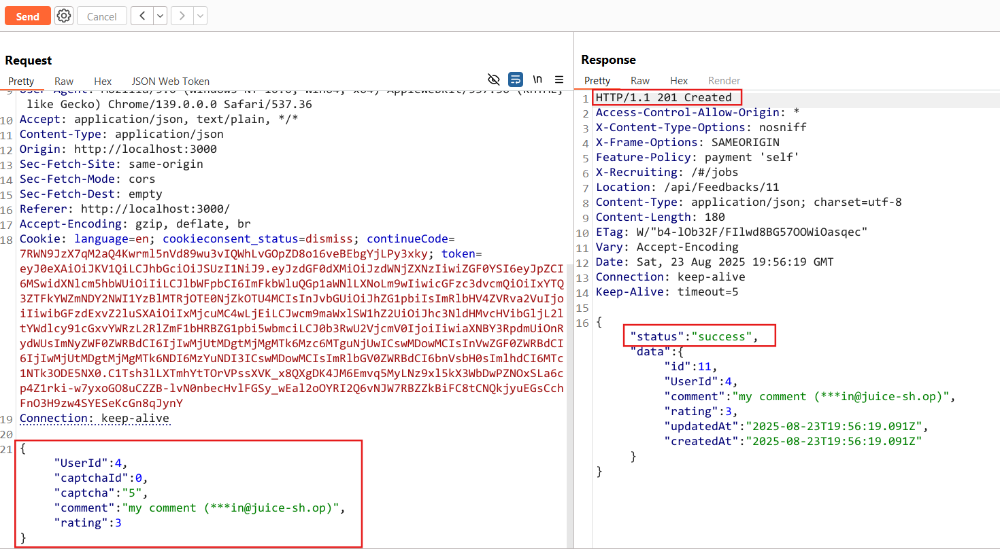 Send
Cancel
Request
Pretty Raw Hex JSON Web Token
\n
like Gecko) Chrome/139.0.0.0 Safari/537.36
10 Accept: application/json, text/plain, */*
11 Content-Type: application/json
12 Origin: http://localhost:3000
13 Sec-Fetch-Site: same-origin
14 Sec-Fetch-Mode: cors
15 Sec-Fetch-Dest: empty
16 Referer: http://localhost:3000/
17 Accept-Encoding: gzip, deflate, br
18 Cookie: language=en; cookieconsent_status=dismiss; continueCode=
7RWN9JzX7qM2aQ4Kwrml5nVd89wu3vIQWhLvGOpZD8o16veBEbgYjLPy3xky; token=
eyJ0eXAiOiJKV1QiLCJhbGciOiJSUzI1NiJ9.eyJzdGF0dXMiOiJzdWNjZXNzIiwiZGF0YSI6eyJpZCI
6MSwidXNlcm5hbWUiOiIiLCJlbWFpbCI6ImFkbWluQGp1aWNlLXNoLm9wIiwicGFzc3dvcmQiOiIxYTQ
3ZTFkYWZmNDY2NWI1YzBlMTRjOTE0NjZkOTU4MCIsInJvbGUiOiJhZG1pbiIsImRlbHV4ZVRva2VuIjo
iIiwibGFzdExvZ2luSXAiOiIxMjcuMC4wLjEiLCJwcm9maWxlSW1hZ2UiOiJhc3NldHMvcHVibGljL2l
tYWdlcy91cGxvYWRzL2RlZmF1bHRBZG1pbi5wbmciLCJ0b3RwU2VjcmV0IjoiIiwiaXNBY3RpdmUiOnR
ydWUsImNyZWF0ZWRBdCI6IjIwMjUtMDgtMjMgMTk6Mzc6MTguNjUwICswMDowMCIsInVwZGF0ZWRBdCI
6IjIwMjUtMDgtMjMgMTk6NDI6MzYuNDI3ICswMDowMCIsImRlbGV0ZWRBdCI6bnVsbH0sImlhdCI6MTc
1NTk3ODE5NX0.C1Tsh3lLXTmhYtTOrVPssXVK_x8QXgDK4JM6Emvq5MyLNz9xl5kX3WbDwPZNOxSLa6c
p4Z1rki-w7yxoGO8uCZZB-lvN0nbecHvlFGSy_wEal2oOYRI2Q6vNJW7RBZZkBiFC8tCNQkjyuEGsCch
FnO3H9zw4SYESeKcGn8qJynY
19 Connection: keep-alive
20
21 {
"UserId":4,
"captchaId":0,
"captcha":"5",
"comment":"my comment (***in@juice-sh.op)",
"rating":3
}
Response
Pretty Raw Hex Render
1 HTTP/1.1 201 Created
2 Access-Control-Allow-Origin: *
3 X-Content-Type-Options: nosniff
4 X-Frame-Options: SAMEORIGIN
5 Feature-Policy: payment 'self'
6 X-Recruiting: /#/jobs
7 Location: /api/Feedbacks/11
8 Content-Type: application/json; charset=utf-8
9 Content-Length: 180
10 ETag: W/"b4-lOb32F/FIlwd8BG57OOWiOasqec"
11 Vary: Accept-Encoding
12 Date: Sat, 23 Aug 2025 19:56:19 GMT
13 Connection: keep-alive
14 Keep-Alive: timeout=5
15
16 {
"status":"success",
"data":{
"id":11,
"UserId":4,
"comment":"my comment (***in@juice-sh.op)",
"rating":3,
"updatedAt":"2025-08-23T19:56:19.091Z",
"createdAt":"2025-08-23T19:56:19.091Z"
}
}